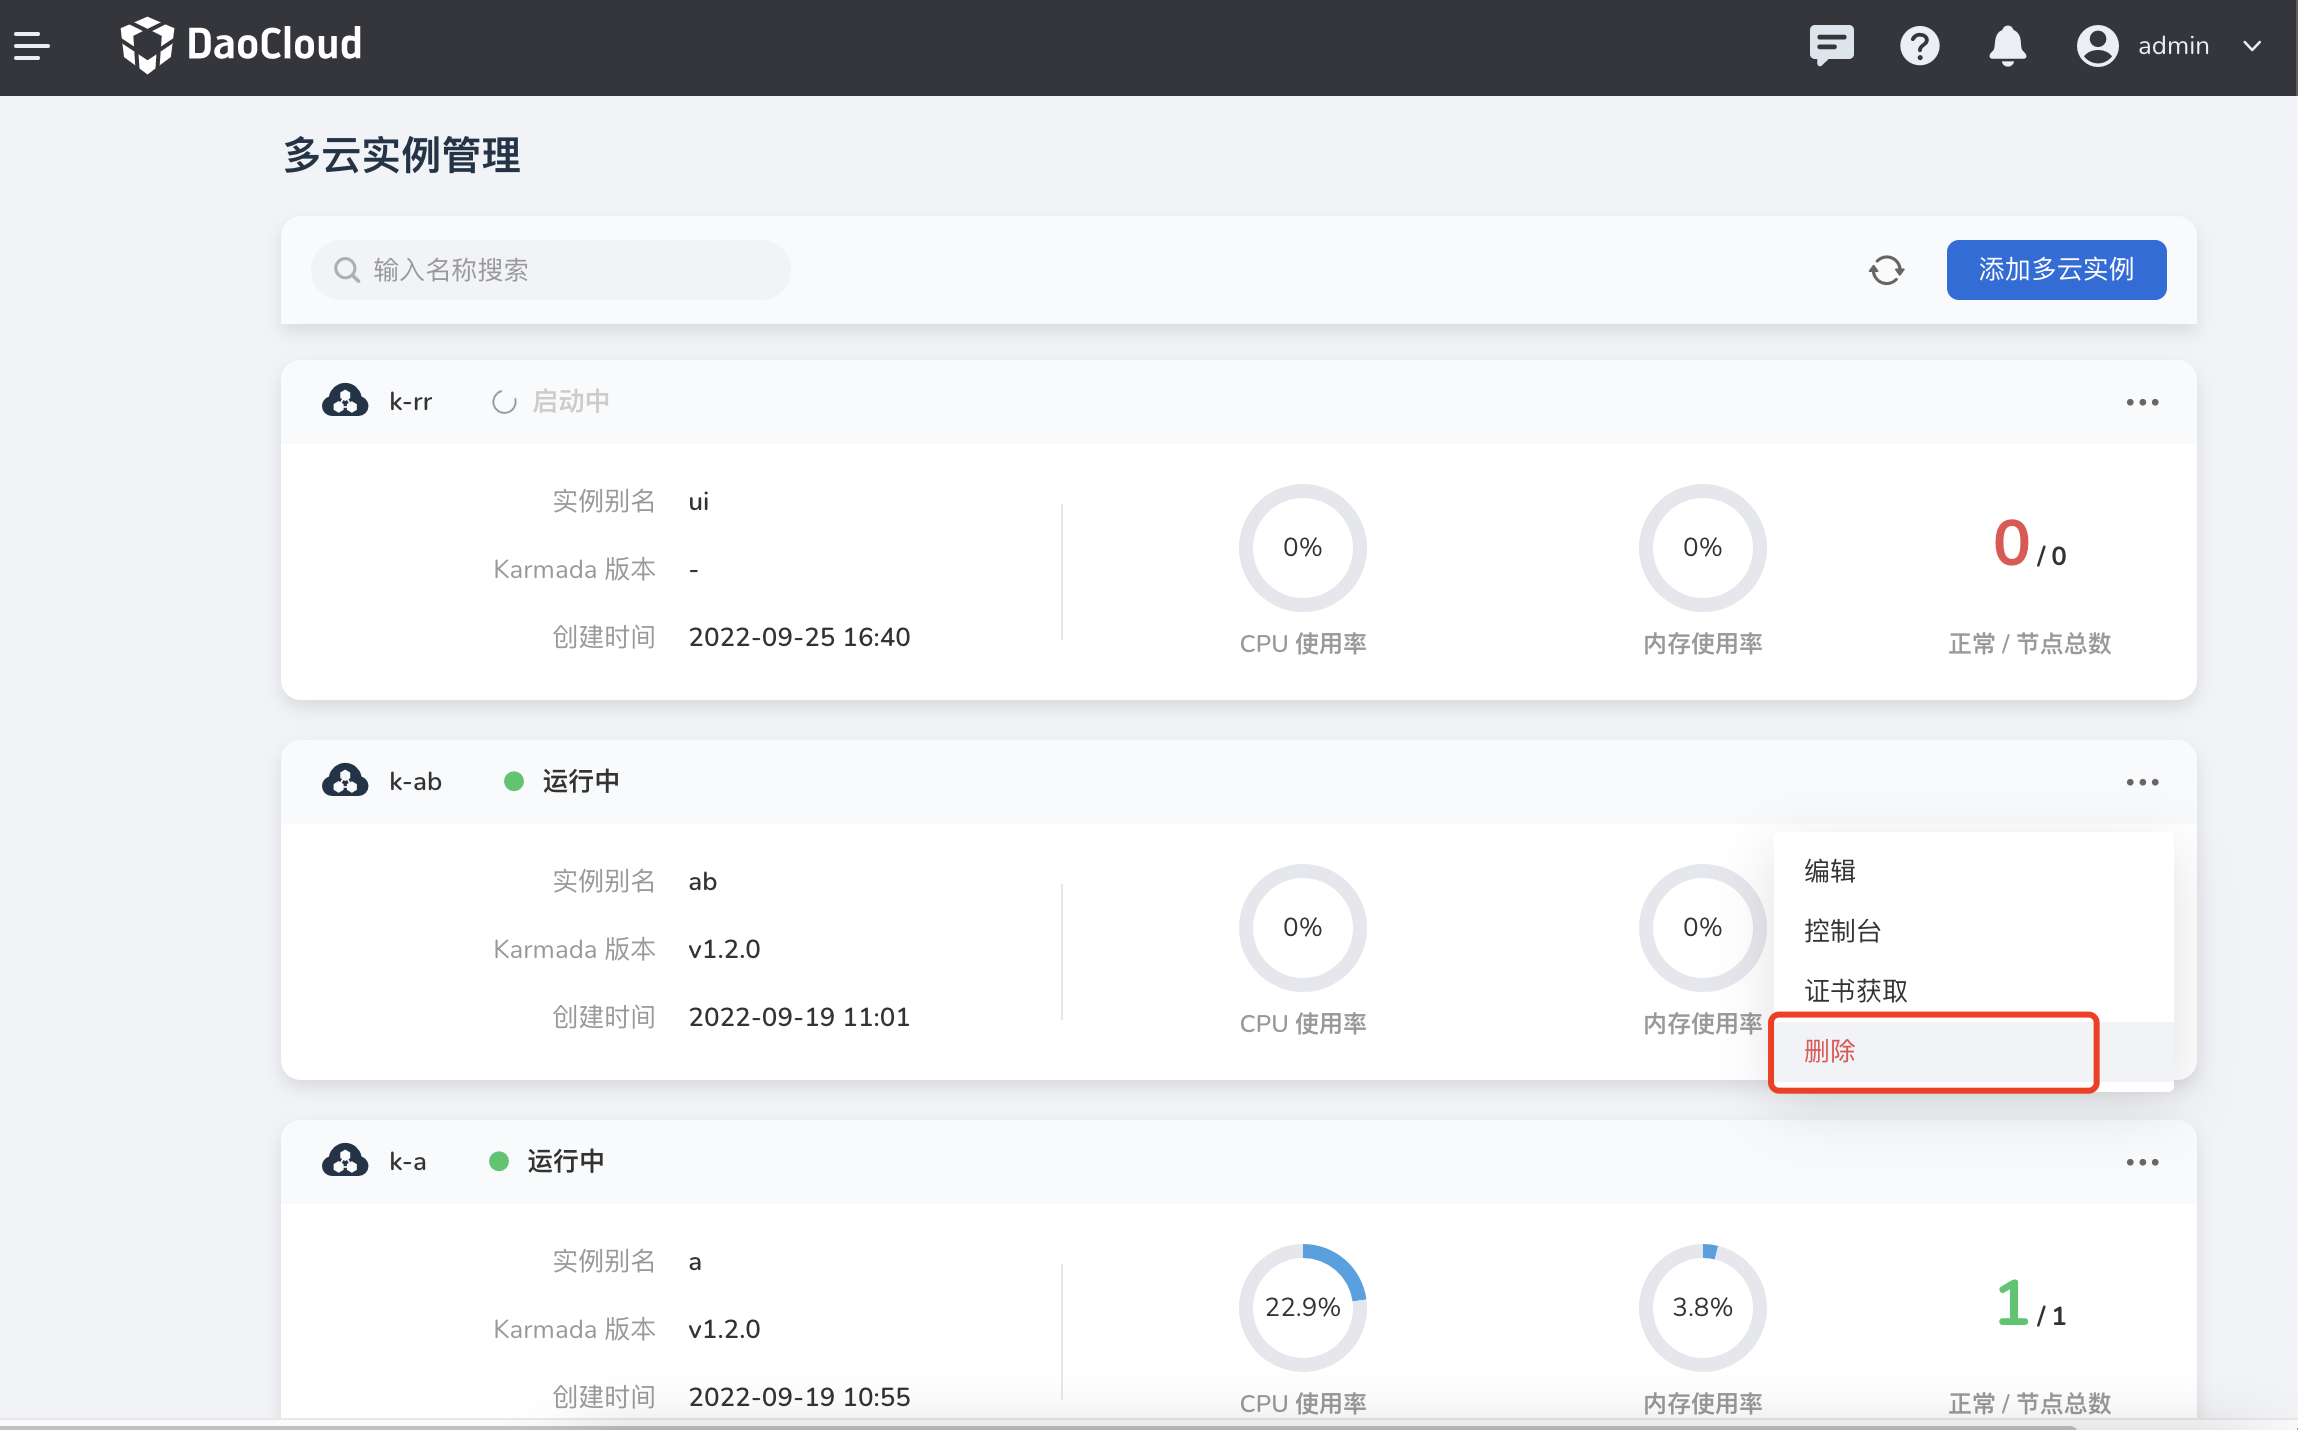 DaoCloud
admin
多云实例管理
输入名称搜索
添加多云实例
k-rr 启动中
实例别名 ui
Karmada 版本 -
创建时间 2022-09-25 16:40
0%
CPU 使用率
0%
内存使用率
0 / 0
正常 / 节点总数
k-ab 运行中
实例别名 ab
Karmada 版本 v1.2.0
创建时间 2022-09-19 11:01
0%
CPU 使用率
0%
内存使用率
编辑
控制台
证书获取
删除
k-a 运行中
实例别名 a
Karmada 版本 v1.2.0
创建时间 2022-09-19 10:55
22.9%
CPU 使用率
3.8%
内存使用率
1 / 1
正常 / 节点总数